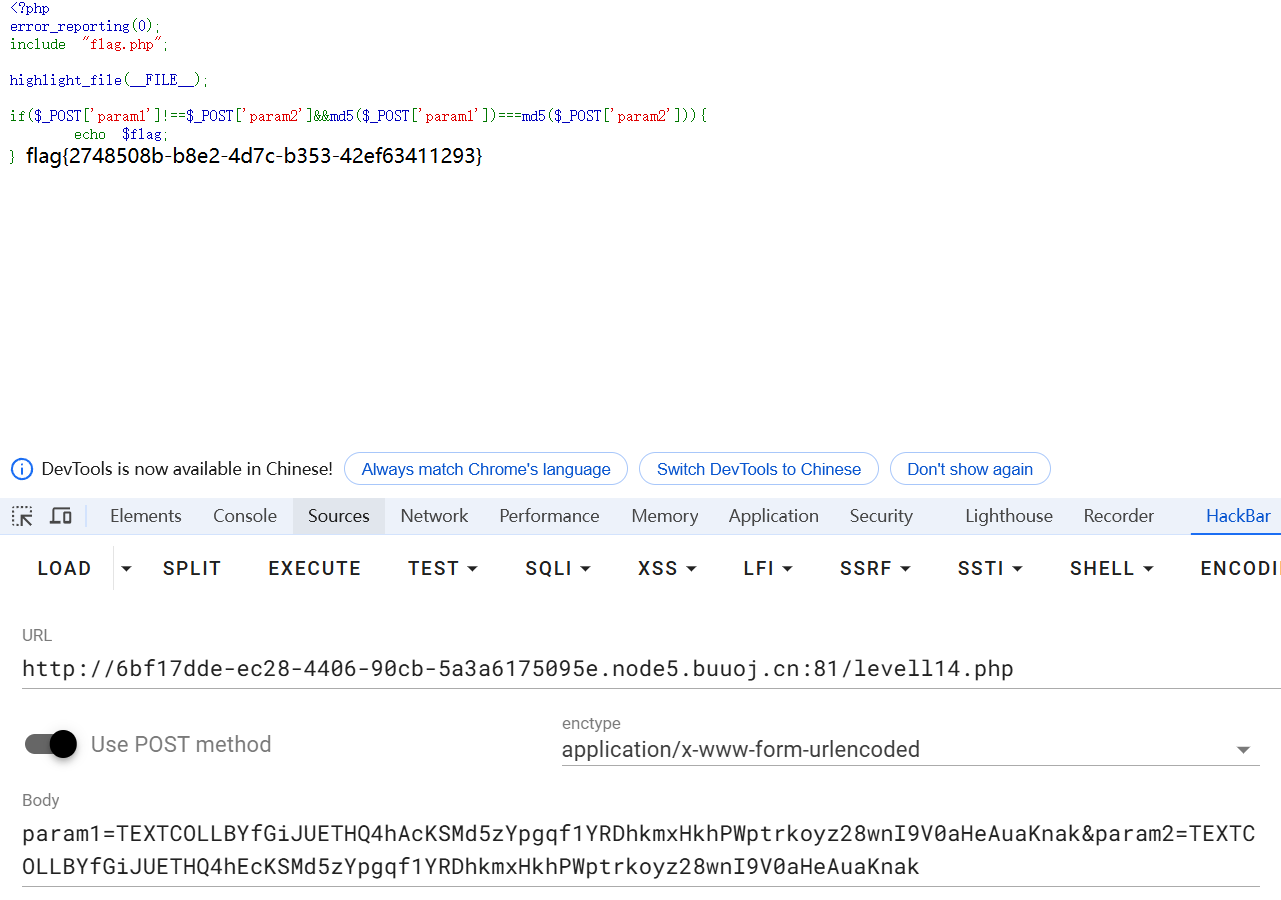 <?php
error_reporting(0);
include "flag.php";
highlight_file(__FILE__);
if($_POST['param1']!==$_POST['param2']&&md5($_POST['param1'])===md5($_POST['param2'])){
echo $flag;
} flag{2748508b-b8e2-4d7c-b353-42ef63411293}
DevTools is now available in Chinese! Always match Chrome's language Switch DevTools to Chinese Don't show again
Elements Console Sources Network Performance Memory Application Security Lighthouse Recorder HackBar
LOAD SPLIT EXECUTE TEST SQLI XSS LFI SSRF SSTI SHELL ENCODI
URL
http://6bf17dde-ec28-4406-90cb-5a3a6175095e.node5.buuoj.cn:81/levell14.php
Use POST method
enctype
application/x-www-form-urlencoded
Body
param1=TEXTCOLLBYfGiJUETHQ4hAcKSMd5zYpgqf1YRDhkmxHkhPWptrkoyz28wnI9V0aHeAuaKnak&param2=TEXTC
OLLBYfGiJUETHQ4hEcKSMd5zYpgqf1YRDhkmxHkhPWptrkoyz28wnI9V0aHeAuaKnak